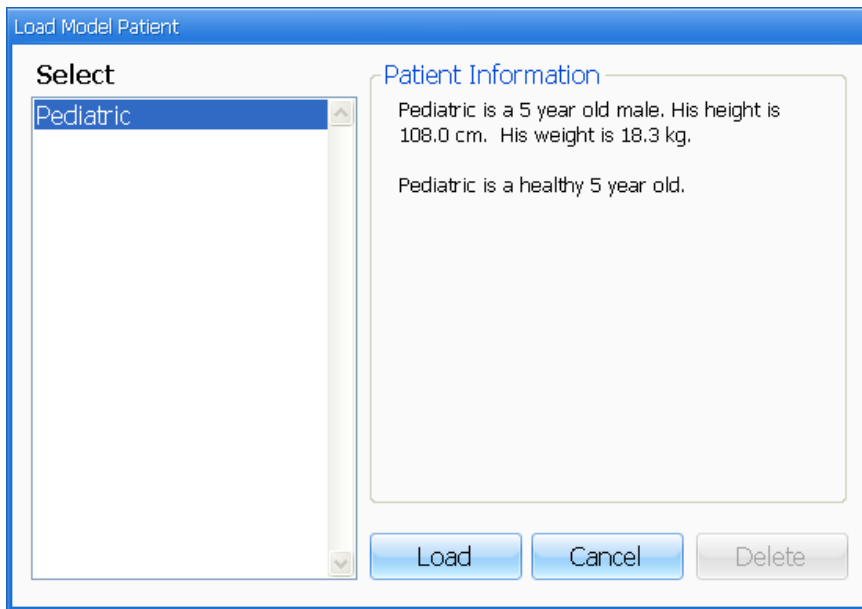 Load Model Patient
Select
Pediatric
Patient Information
Pediatric is a 5 year old male. His height is
108.0 cm.  His weight is 18.3 kg.
Pediatric is a healthy 5 year old.
Load
Cancel
Delete